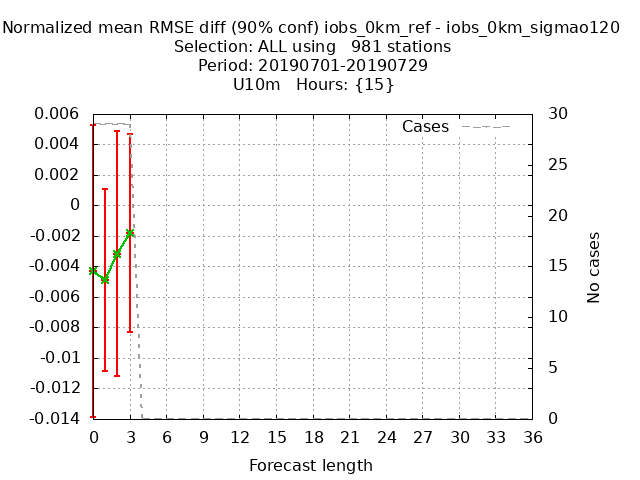 Normalized mean RMSE diff (90% conf) iobs_0km_ref - iobs_0km_sigmao120
Selection: ALL using   981 stations
Period: 20190701-20190729
U10m   Hours: {15}
Cases
0.006
0.004
0.002
0
-0.002
-0.004
-0.006
-0.008
-0.01
-0.012
-0.014
30
25
20
15
10
5
0
No cases
0 3 6 9 12 15 18 21 24 27 30 33 36
Forecast length